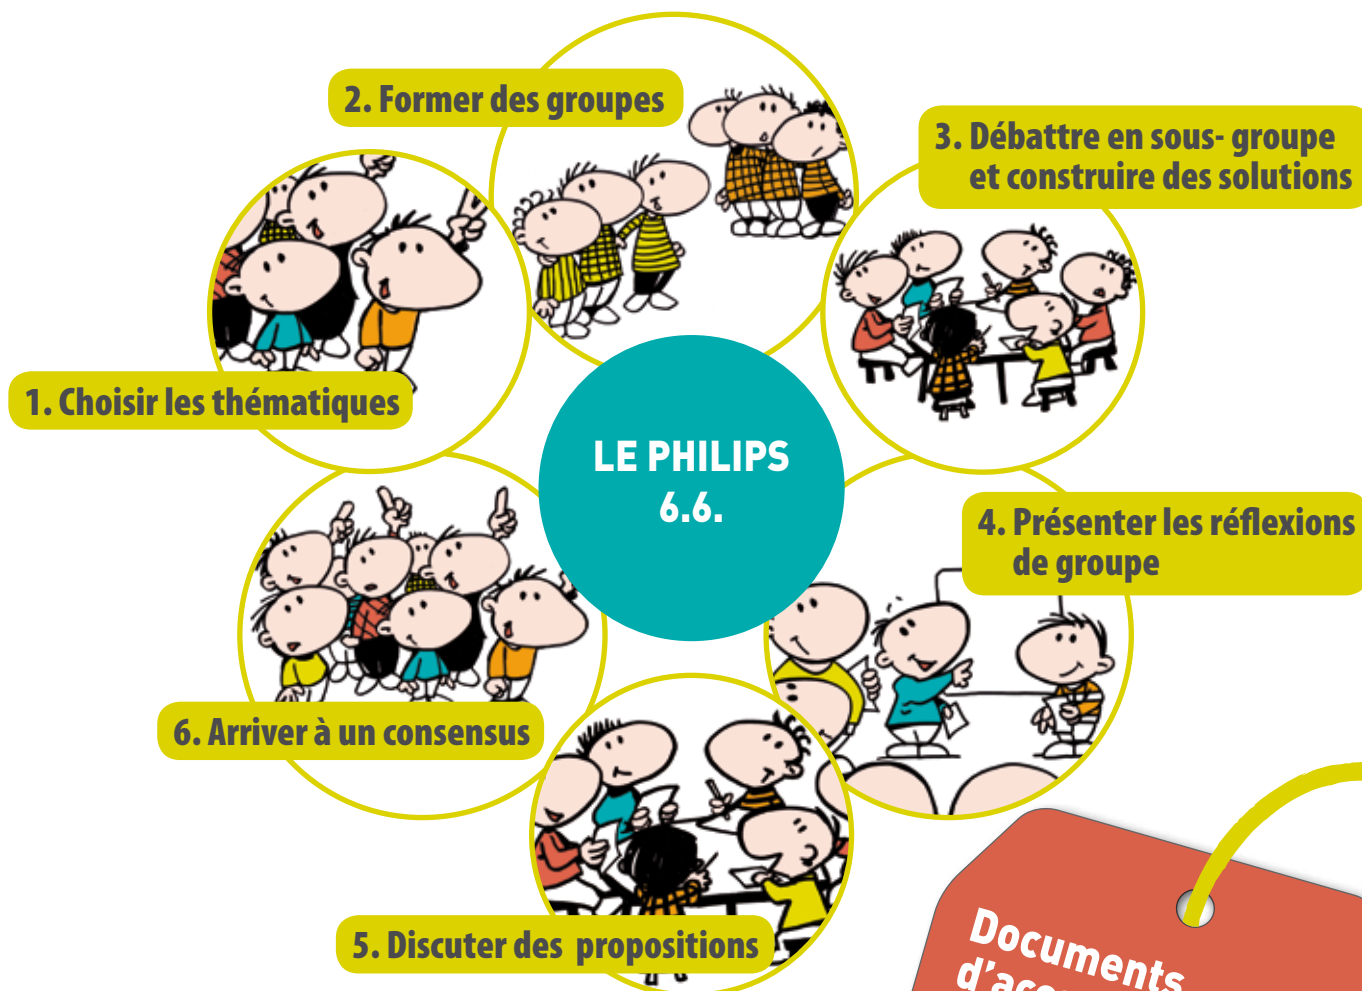 2. Former des groupes
3. Débattre en sous- groupe
et construire des solutions
1. Choisir les thématiques
LE PHILIPS
6.6.
4. Présenter les réflexions
de groupe
6. Arriver à un consensus
5. Discuter des propositions
Documents